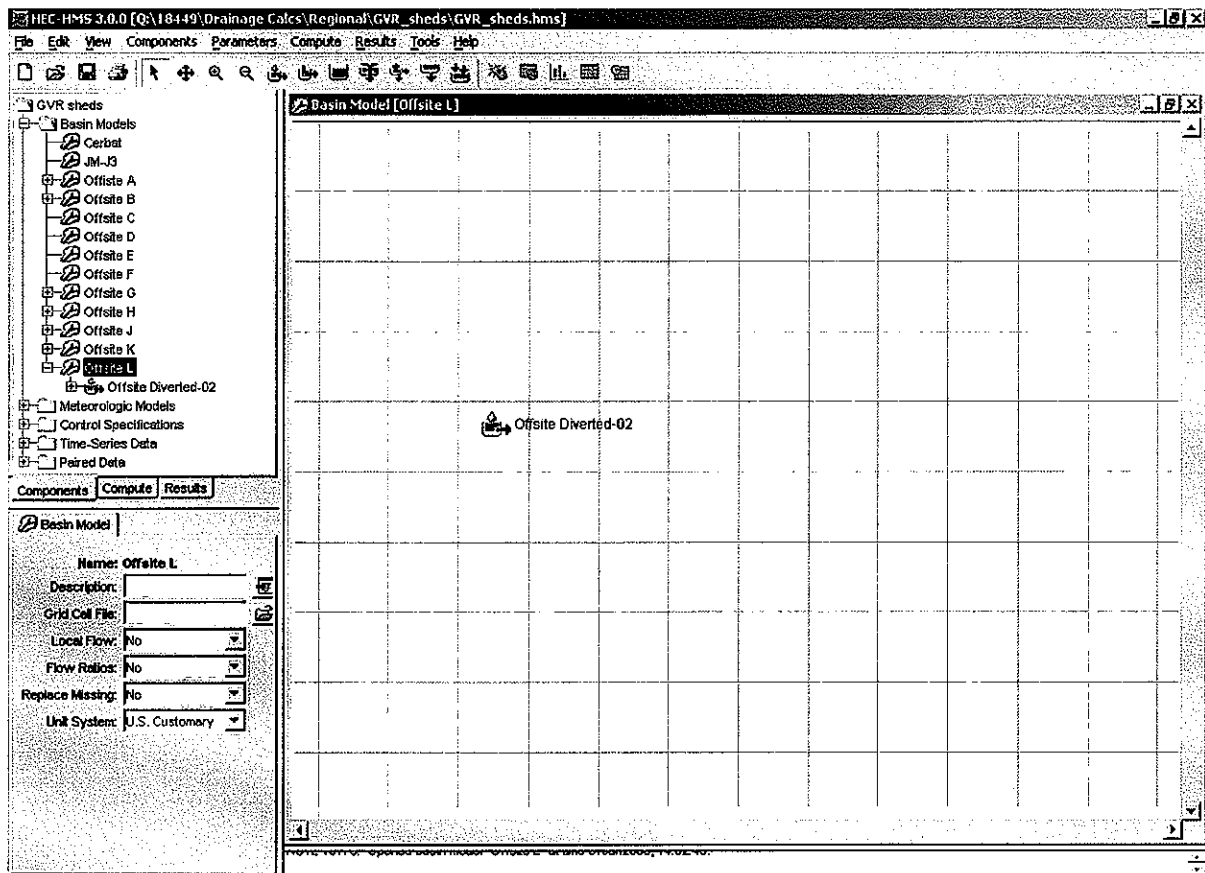 HEC-HMS 3.0.0 [Q:\18449\Drainage Calcs\Regional\GVR_sheds\GVR_sheds.hms]
File Edit View Components Parameters Compute Results Tools Help
GVR sheds
Basin Models
Cerbat
JM-J3
Offiste A
Offsite B
Offsite C
Offsite D
Offsite E
Offsite F
Offsite G
Offsite H
Offsite J
Offsite K
Offsite L
Offsite Diverted-02
Meteorologic Models
Control Specifications
Time-Series Data
Paired Data
Components Compute Results
Basin Model [Offsite L]
Offsite Diverted-02
Basin Model
Name: Offsite L
Description:
Grid Cell File:
Local Flow: No
Flow Ratios: No
Replace Missing: No
Unit System: U.S. Customary